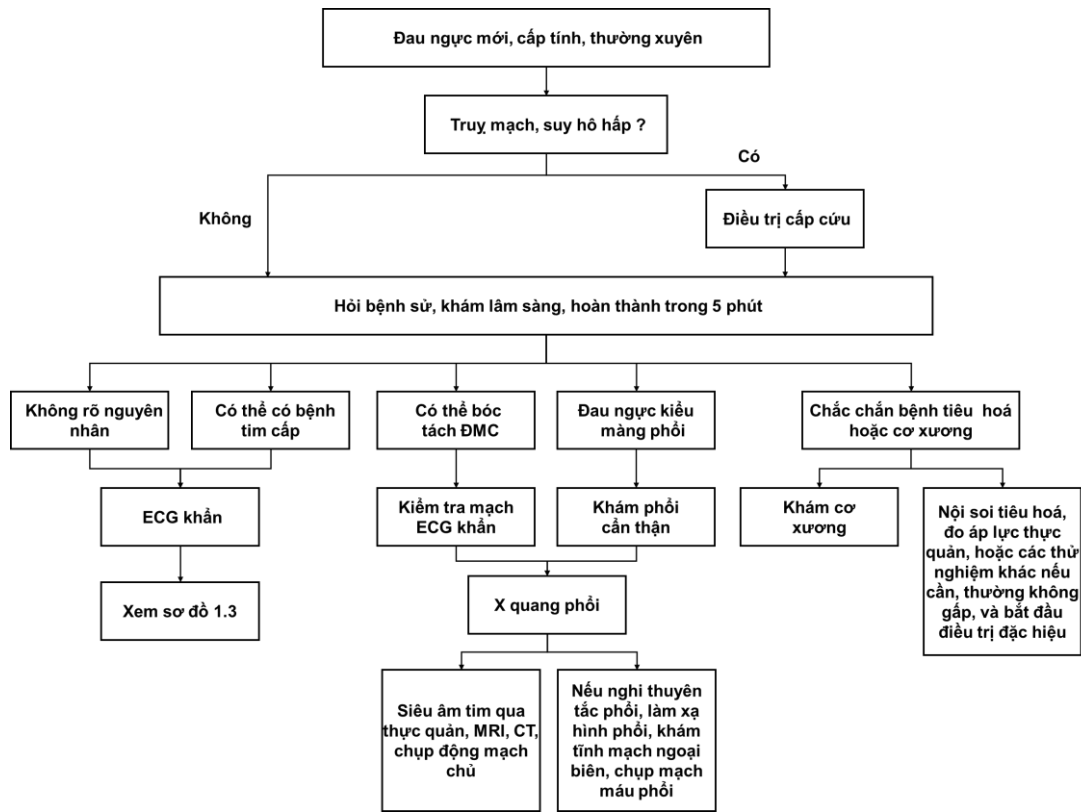 Đau ngực mới, cấp tính, thường xuyên
Truỵ mạch, suy hô hấp ?
Có
Không
Điều trị cấp cứu
Hỏi bệnh sử, khám lâm sàng, hoàn thành trong 5 phút
Không rõ nguyên
nhân
Có thể có bệnh
tim cấp
Có thể bóc
tách ĐMC
Đau ngực kiểu
màng phổi
Chắc chắn bệnh tiêu hoá
hoặc cơ xương
ECG khẩn
Kiểm tra mạch
ECG khẩn
Khám phổi
cẩn thận
Khám cơ
xương
Nội soi tiêu hoá,
đo áp lực thực
quản, hoặc các thử
nghiệm khác nếu
cần, thường không
gấp, và bắt đầu
điều trị đặc hiệu
Xem sơ đồ 1.3
X quang phổi
Siêu âm tim qua
thực quản, MRI, CT,
chụp động mạch
chủ
Nếu nghi thuyên
tắc phổi, làm xạ
hình phổi, khám
tĩnh mạch ngoại
biên, chụp mạch
máu phổi